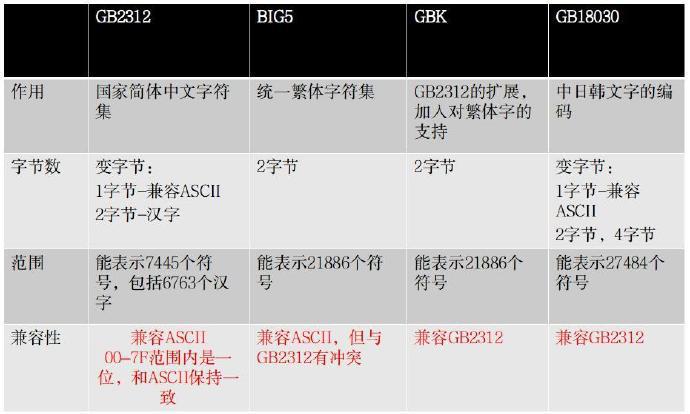 GB2312 BIG5 GBK GB18030
作用 国家简体中文字符集 统一繁体字符集 GB2312的扩展，加入对繁体字的支持 中日韩文字的编码
字节数 变字节： 1字节-兼容ASCII 2字节-汉字 2字节 2字节 变字节： 1字节-兼容ASCII 2字节，4字节
范围 能表示7445个符号，包括6763个汉字 能表示21886个符号 能表示21886个符号 能表示27484个符号
兼容性 兼容ASCII 00-7F范围内是一位，和ASCII保持一致 兼容ASCII，但与GB2312有冲突 兼容GB2312 兼容GB2312